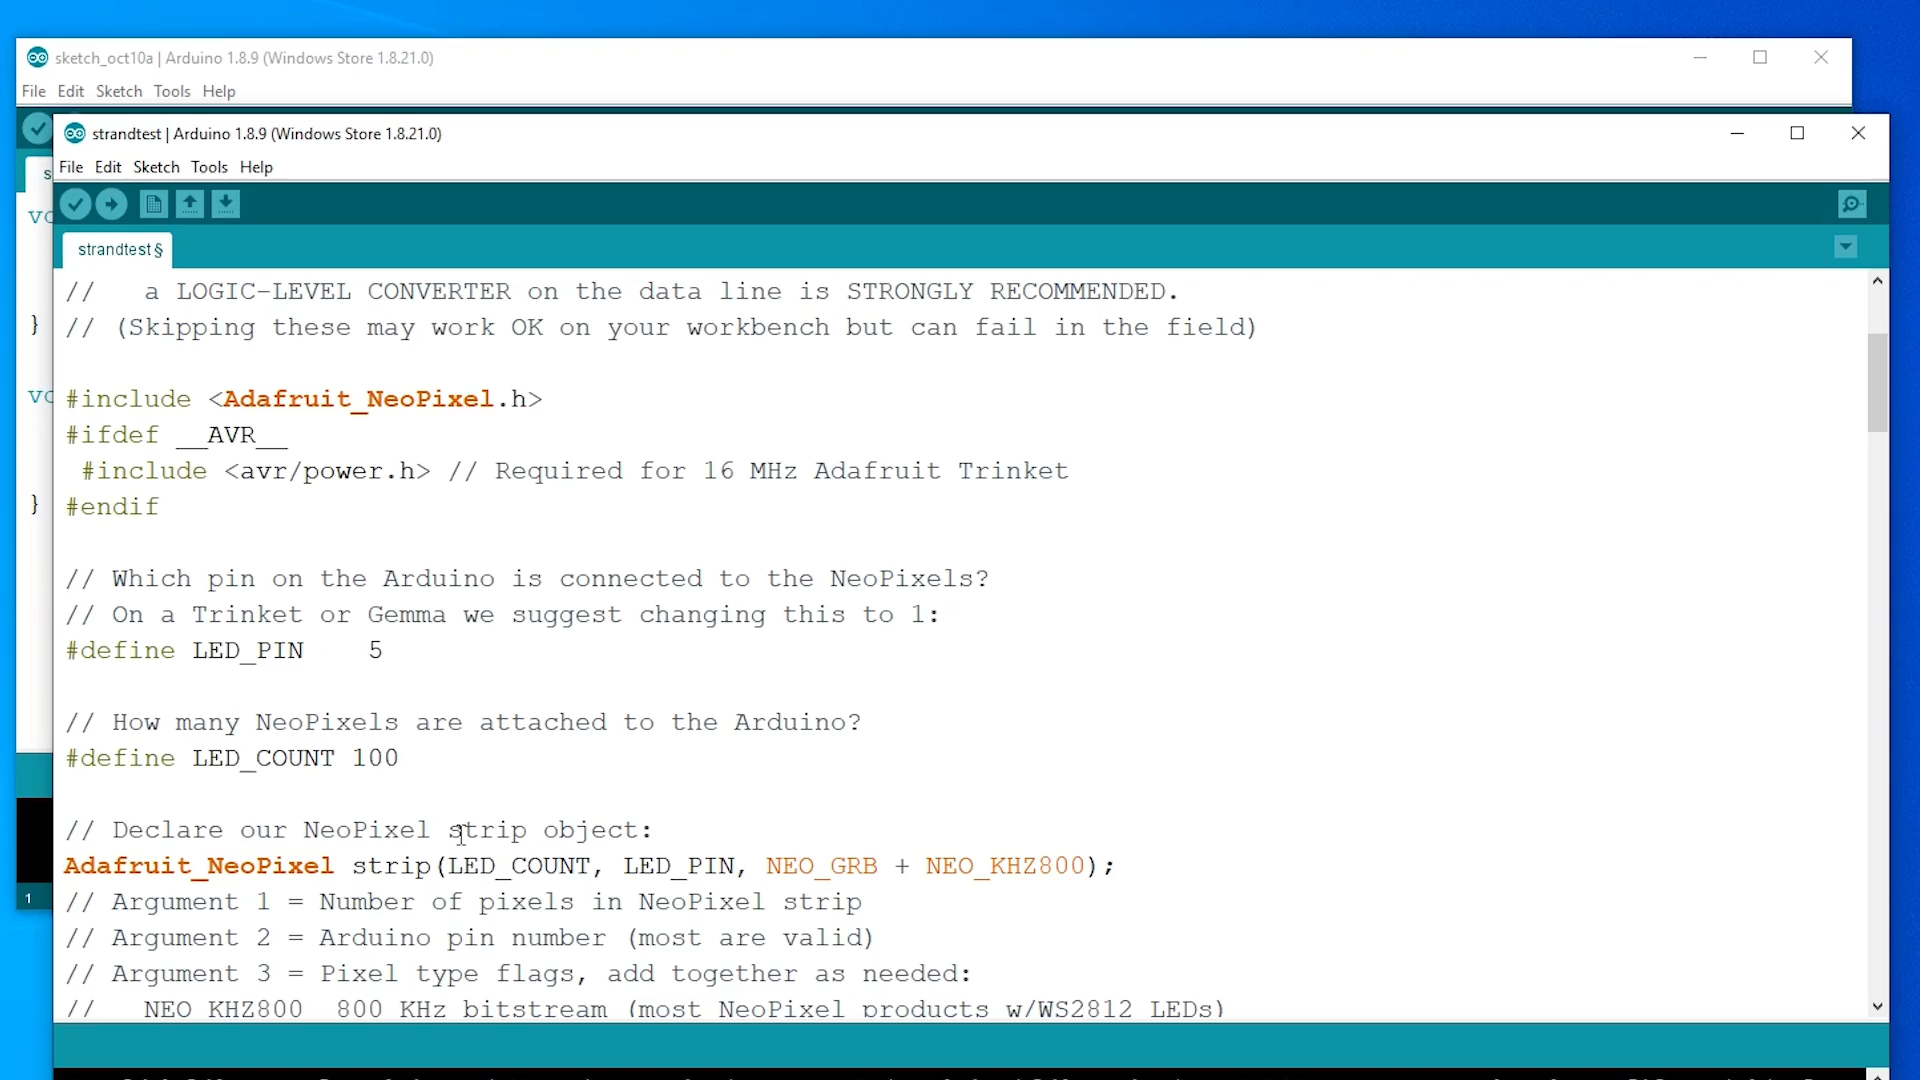 sketch_oct10a | Arduino 1.8.9 (Windows Store 1.8.21.0)
File Edit Sketch Tools Help
strandtest | Arduino 1.8.9 (Windows Store 1.8.21.0)
File Edit Sketch Tools Help
strandtest §
//   a LOGIC-LEVEL CONVERTER on the data line is STRONGLY RECOMMENDED.
// (Skipping these may work OK on your workbench but can fail in the field)
#include <Adafruit_NeoPixel.h>
#ifdef __AVR__
 #include <avr/power.h> // Required for 16 MHz Adafruit Trinket
#endif
// Which pin on the Arduino is connected to the NeoPixels?
// On a Trinket or Gemma we suggest changing this to 1:
#define LED_PIN    5
// How many NeoPixels are attached to the Arduino?
#define LED_COUNT 100
// Declare our NeoPixel strip object:
Adafruit_NeoPixel strip(LED_COUNT, LED_PIN, NEO_GRB + NEO_KHZ800);
// Argument 1 = Number of pixels in NeoPixel strip
// Argument 2 = Arduino pin number (most are valid)
// Argument 3 = Pixel type flags, add together as needed:
//   NEO_KHZ800  800 KHz bitstream (most NeoPixel products w/WS2812 LEDs)
}
}
1